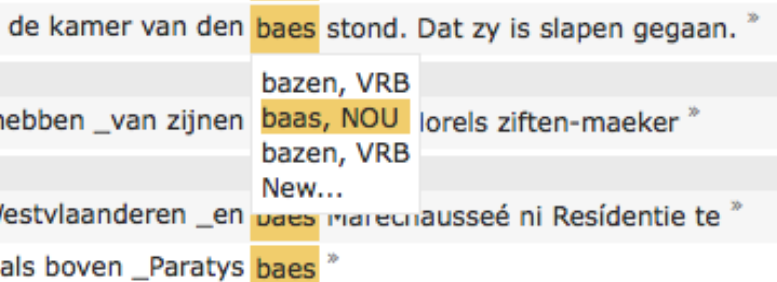 de kamer van den baes stond. Dat zy is slapen gegaan. »
bazen, VRB
hebben _van zijnen baas, NOU lorels ziften-maeker »
bazen, VRB
New...
Westvlaanderen _en baes Marechausseé ni Resídentie te »
als boven _Paratys baes »